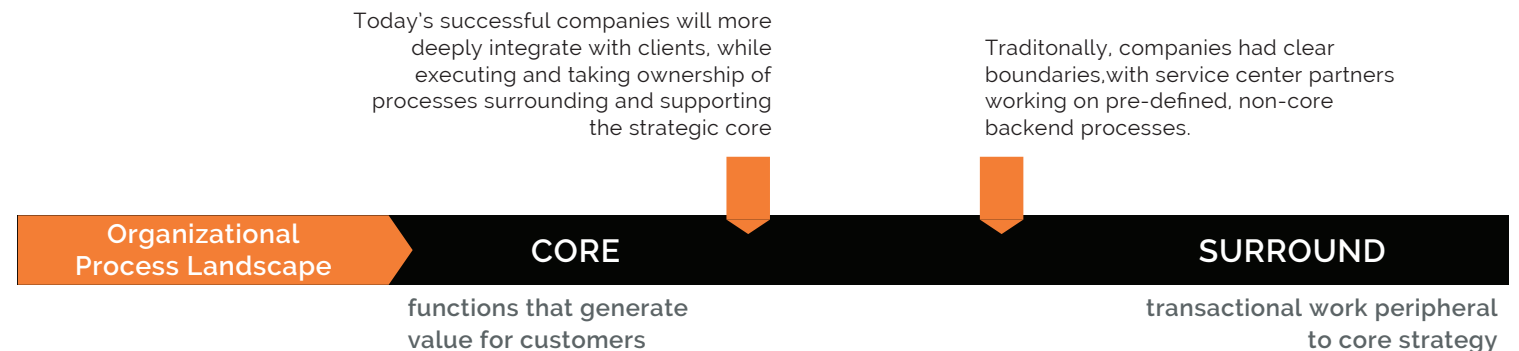 Today's successful companies will more
deeply integrate with clients, while
executing and taking ownership of
processes surrounding and supporting
the strategic core
Traditonally, companies had clear
boundaries,with service center partners
working on pre-defined, non-core
backend processes.
Organizational
Process Landscape
CORE
SURROUND
functions that generate
value for customers
transactional work peripheral
to core strategy